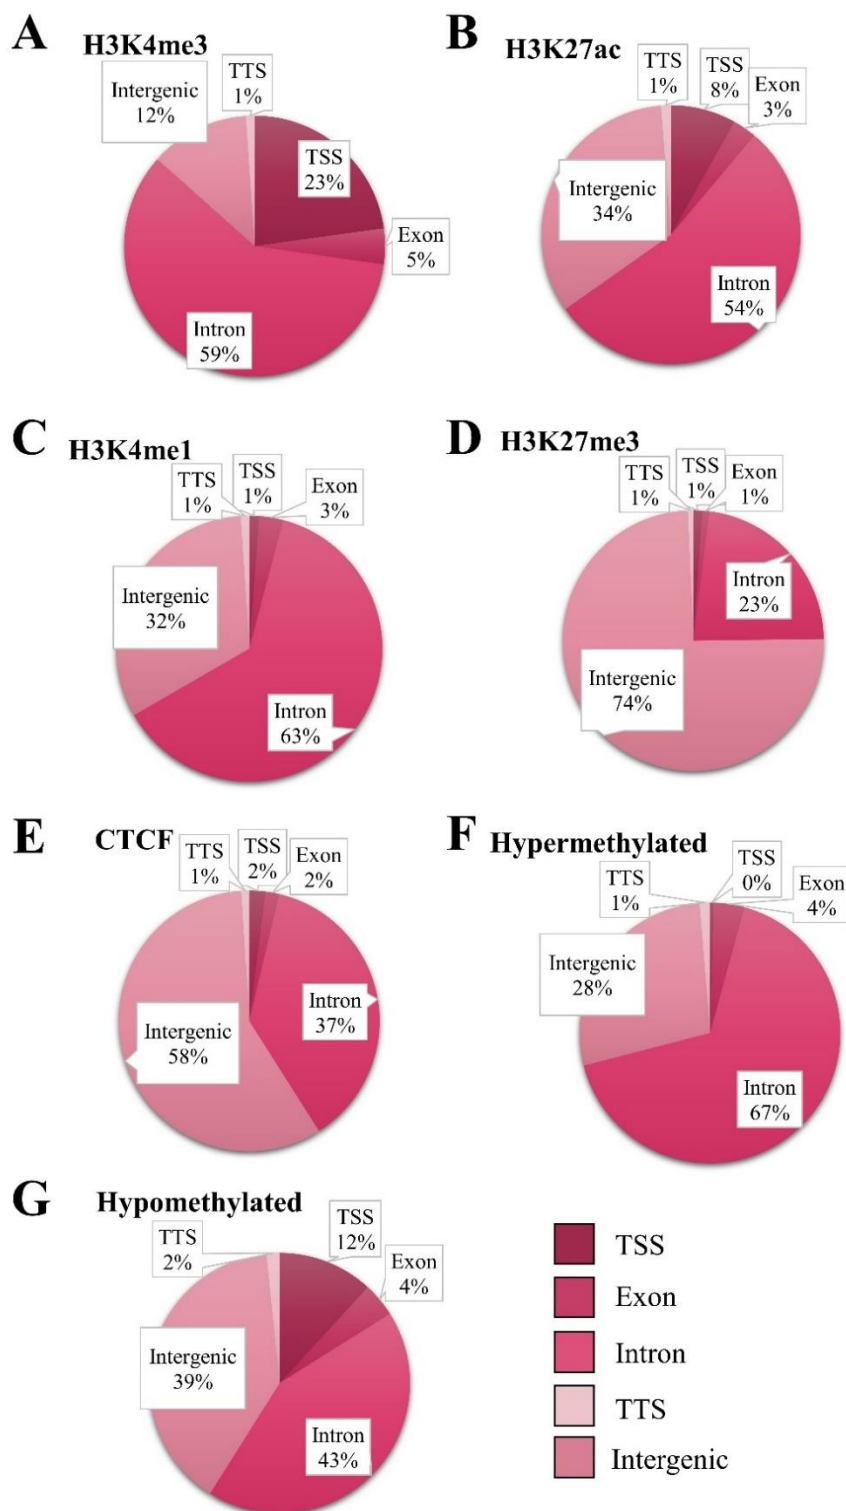 A
H3K4me3
TTS
1%
Intergenic
12%
TSS
23%
Exon
5%
Intron
59%
B
H3K27ac
TTS
1%
TSS
8%
Exon
3%
Intergenic
34%
Intron
54%
C
H3K4me1
TTS
1%
TSS
1%
Exon
3%
Intergenic
32%
Intron
63%
D
H3K27me3
TTS
1%
TSS
1%
Exon
1%
Intron
23%
Intergenic
74%
E
CTCF
TTS
1%
TSS
2%
Exon
2%
Intron
37%
Intergenic
58%
F
Hypermethylated
TTS
1%
TSS
0%
Exon
4%
Intergenic
28%
Intron
67%
G
Hypomethylated
TTS
2%
TSS
12%
Exon
4%
Intergenic
39%
Intron
43%
TSS
Exon
Intron
TTS
Intergenic